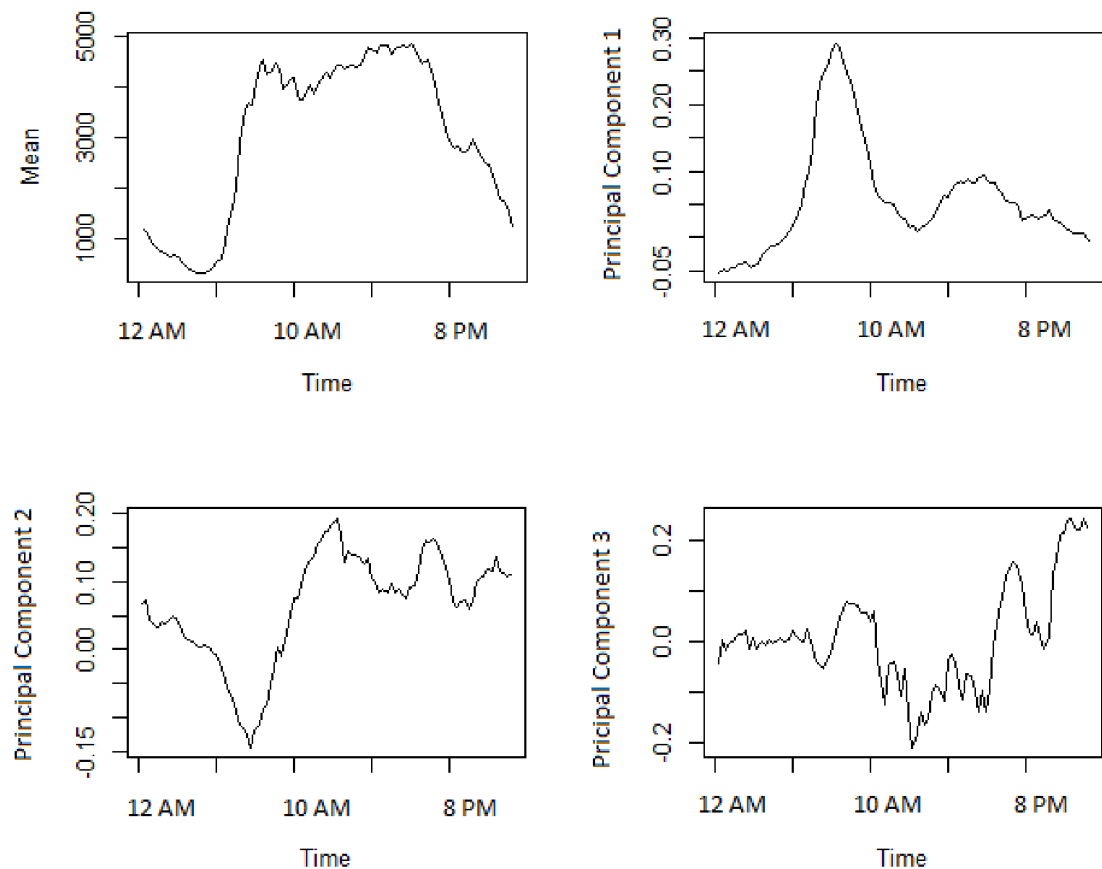 Mean
5000
3000
1000
12 AM
10 AM
8 PM
Time
Principal Component 1
0.30
0.20
0.10
-0.05
12 AM
10 AM
8 PM
Time
Principal Component 2
0.20
0.10
0.00
-0.15
12 AM
10 AM
8 PM
Time
Pricipal Component 3
0.2
0.0
-0.2
12 AM
10 AM
8 PM
Time